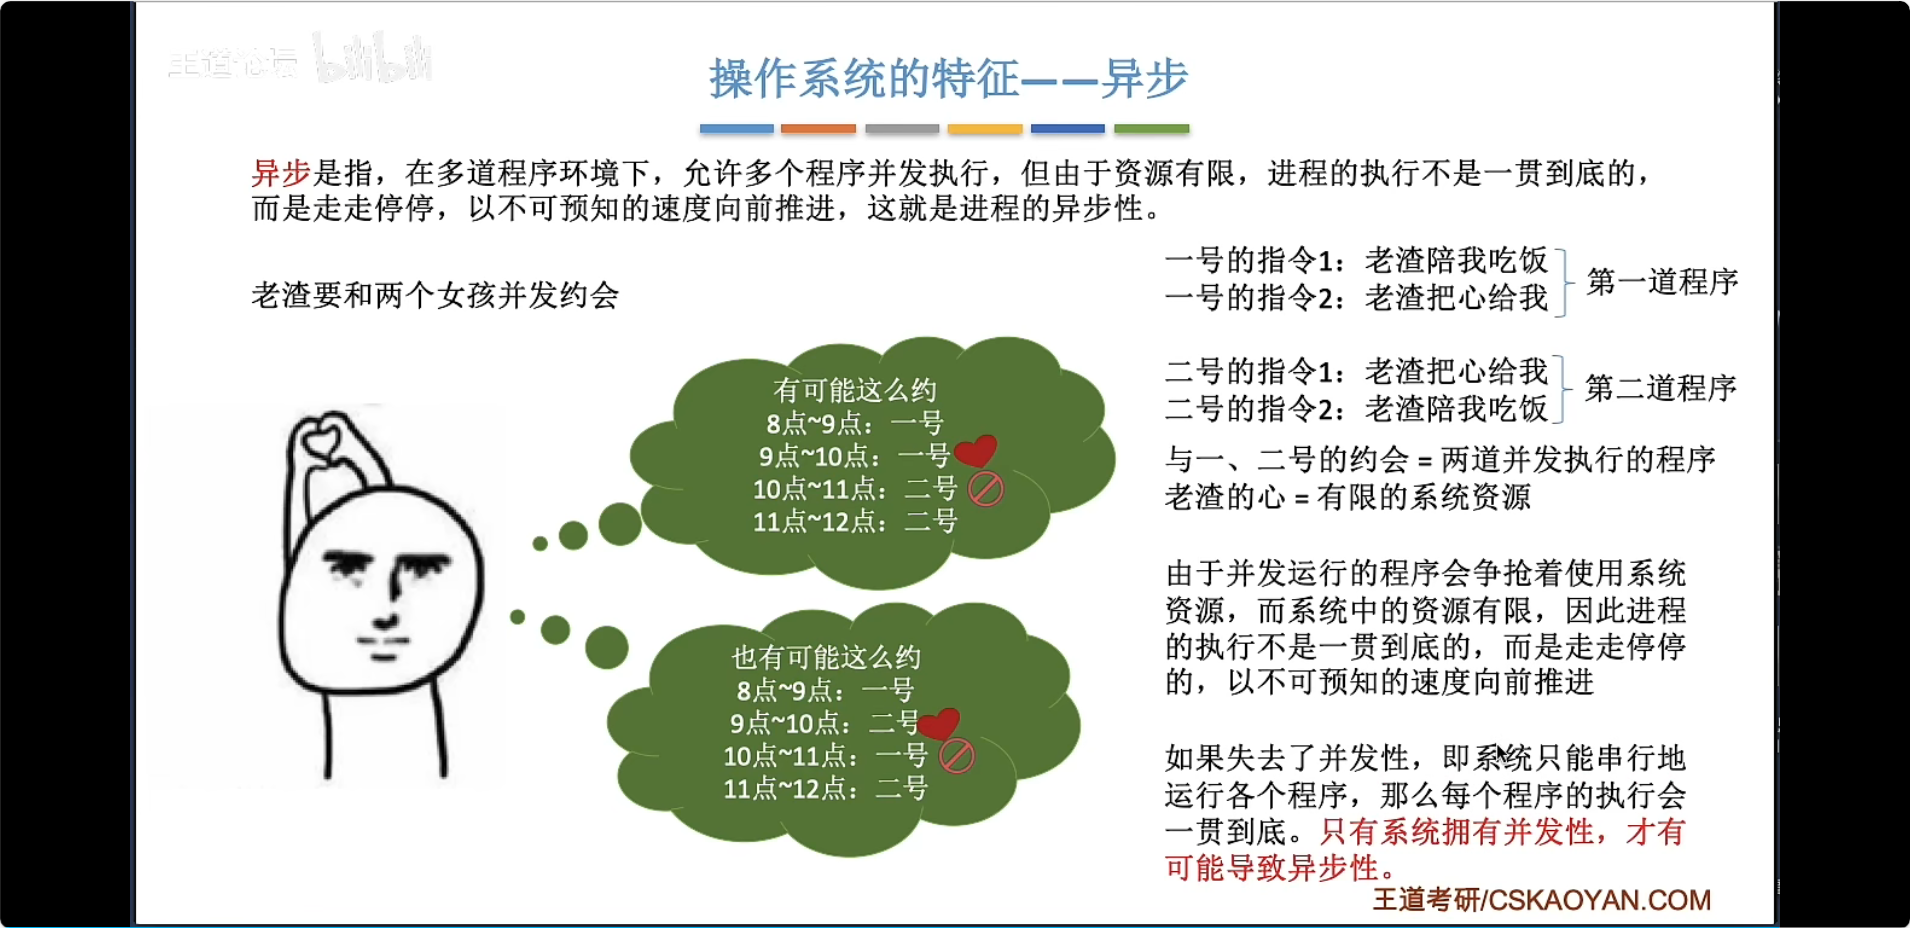 王道论坛 bilibili
操作系统的特征——异步
异步是指，在多道程序环境下，允许多个程序并发执行，但由于资源有限，进程的执行不是一贯到底的，
而是走走停停，以不可预知的速度向前推进，这就是进程的异步性。
老渣要和两个女孩并发约会
有可能这么约
8点~9点：一号
9点~10点：一号
10点~11点：二号
11点~12点：二号
也有可能这么约
8点~9点：一号
9点~10点：二号
10点~11点：一号
11点~12点：二号
一号的指令1：老渣陪我吃饭
一号的指令2：老渣把心给我
第一道程序
二号的指令1：老渣把心给我
二号的指令2：老渣陪我吃饭
第二道程序
与一、二号的约会 = 两道并发执行的程序
老渣的心 = 有限的系统资源
由于并发运行的程序会争抢着使用系统
资源，而系统中的资源有限，因此进程
的执行不是一贯到底的，而是走走停停
的，以不可预知的速度向前推进
如果失去了并发性，即系统只能串行地
运行各个程序，那么每个程序的执行会
一贯到底。只有系统拥有并发性，才有
可能导致异步性。
王道考研/CSKAOYAN.COM